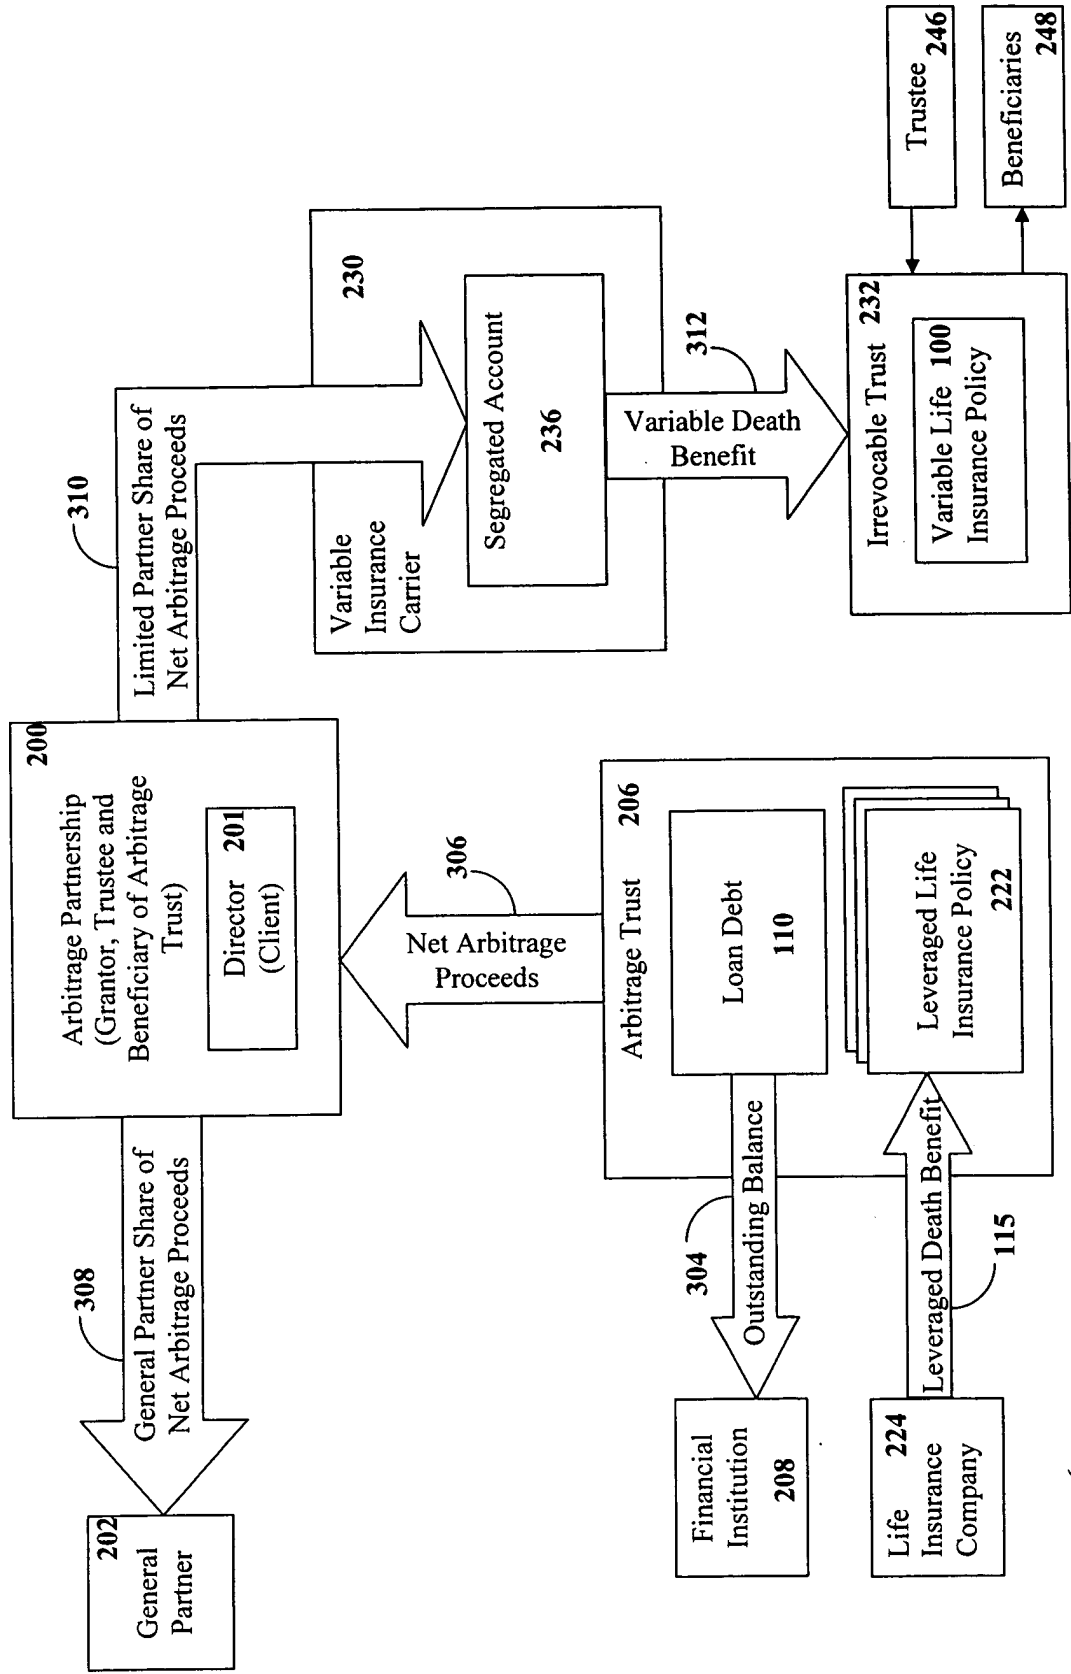 202
General
Partner
308
General Partner Share of
Net Arbitrage Proceeds
200
Arbitrage Partnership
(Grantor, Trustee and
Beneficiary of Arbitrage
Trust)
Director 201
(Client)
310
Limited Partner Share of
Net Arbitrage Proceeds
230
Variable
Insurance
Carrier
Segregated Account
236
312
Variable Death
Benefit
306
Net Arbitrage
Proceeds
Arbitrage Trust 206
Loan Debt
110
Leveraged Life
Insurance Policy
222
304
Outstanding Balance
Financial
Institution
208
Life 224
Insurance
Company
Leveraged Death Benefit
115
Irrevocable Trust 232
Variable Life 100
Insurance Policy
Trustee
246
Beneficiaries
248